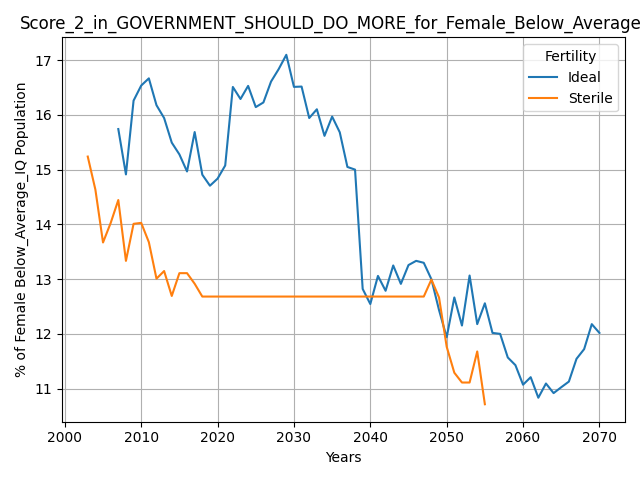 Score_2_in_GOVERNMENT_SHOULD_DO_MORE_for_Female_Below_Average
Fertility
Ideal
Sterile
% of Female Below_Average_IQ Population
17
16
15
14
13
12
11
2000 2010 2020 2030 2040 2050 2060 2070
Years